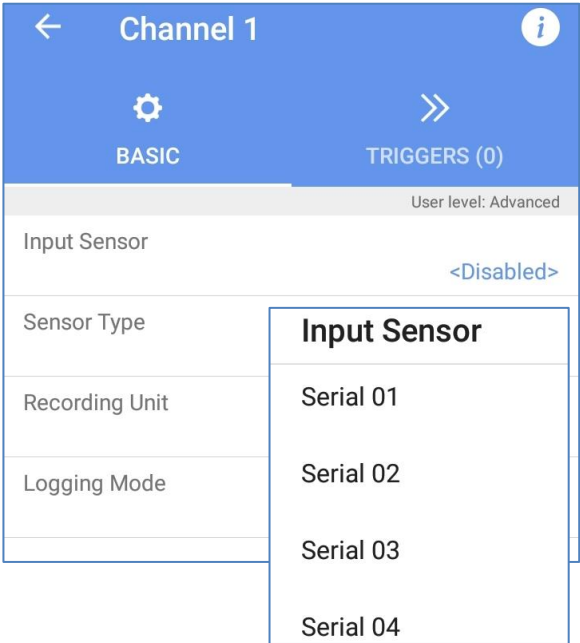 Channel 1
i
BASIC
TRIGGERS (0)
User level: Advanced
Input Sensor
<Disabled>
Sensor Type
Recording Unit
Logging Mode
Input Sensor
Serial 01
Serial 02
Serial 03
Serial 04